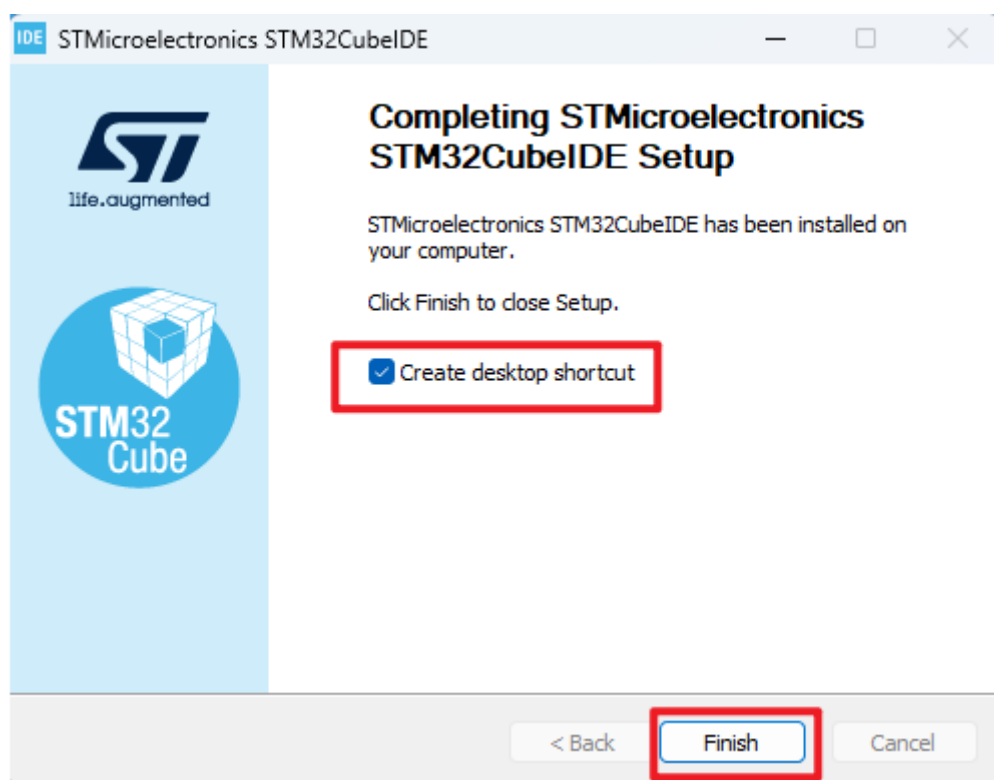 IDE STMicroelectronics STM32CubeIDE
ST
life.augmented
STM32
Cube
Completing STMicroelectronics
STM32CubeIDE Setup
STMicroelectronics STM32CubeIDE has been installed on
your computer.
Click Finish to close Setup.
Create desktop shortcut
< Back Finish Cancel